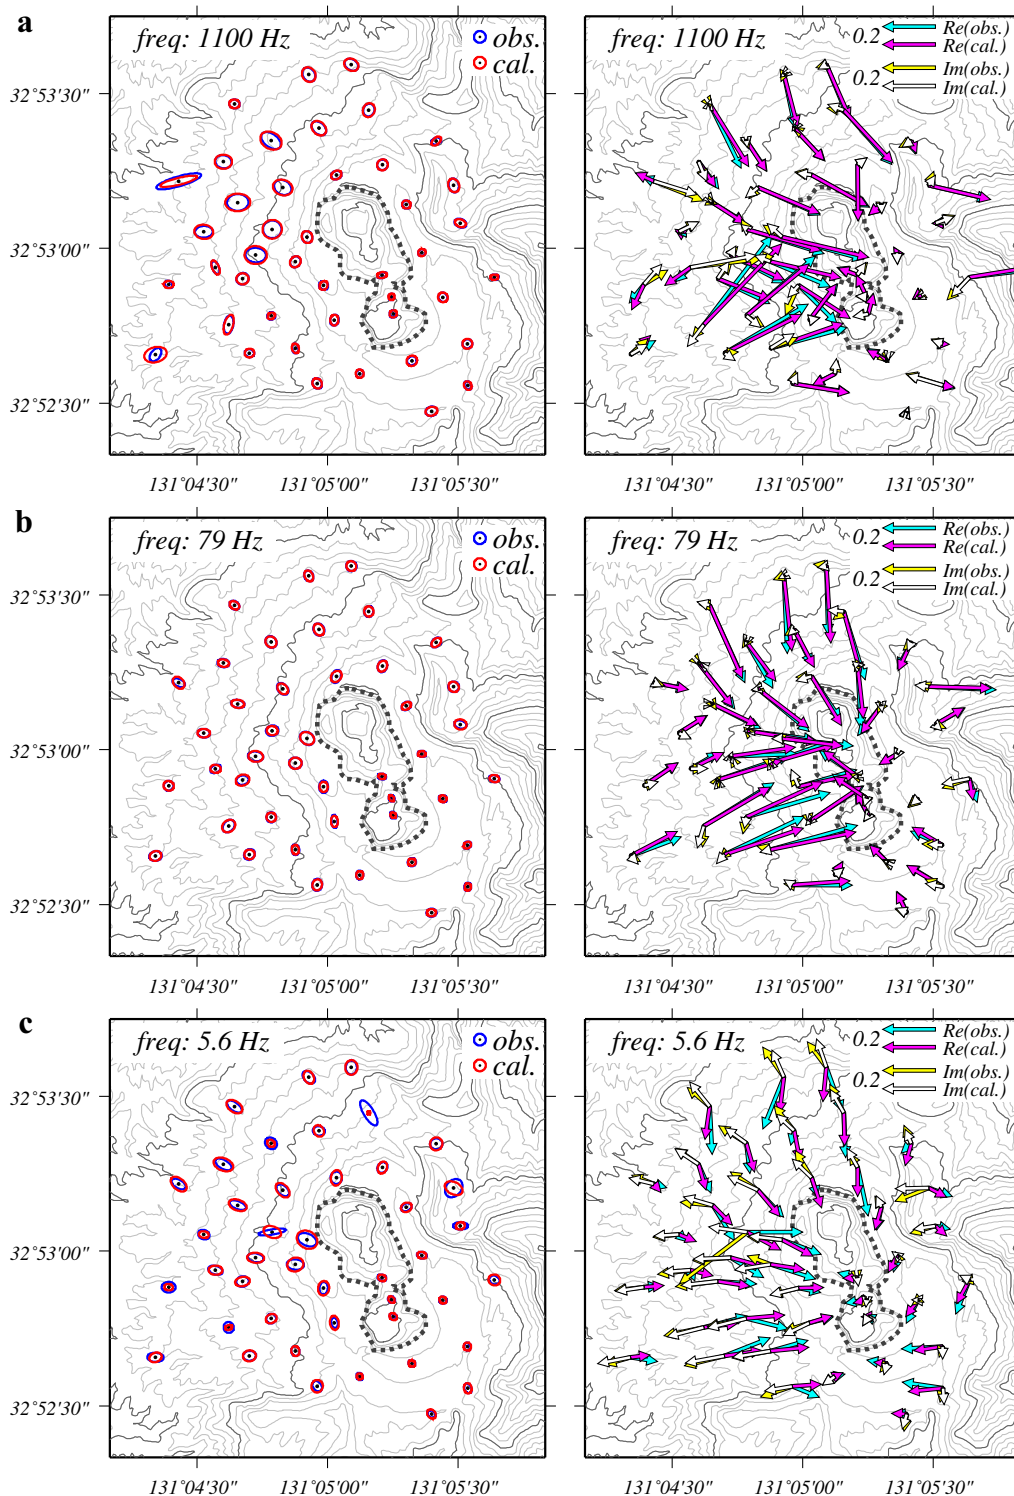 a
freq: 1100 Hz
obs.
cal.
freq: 1100 Hz
0.2
Re(obs.)
Re(cal.)
0.2
Im(obs.)
Im(cal.)
32°53'30"
32°53'00"
32°52'30"
131°04'30"
131°05'00"
131°05'30"
131°04'30"
131°05'00"
131°05'30"
b
freq: 79 Hz
obs.
cal.
freq: 79 Hz
0.2
Re(obs.)
Re(cal.)
0.2
Im(obs.)
Im(cal.)
32°53'30"
32°53'00"
32°52'30"
131°04'30"
131°05'00"
131°05'30"
131°04'30"
131°05'00"
131°05'30"
c
freq: 5.6 Hz
obs.
cal.
freq: 5.6 Hz
0.2
Re(obs.)
Re(cal.)
0.2
Im(obs.)
Im(cal.)
32°53'30"
32°53'00"
32°52'30"
131°04'30"
131°05'00"
131°05'30"
131°04'30"
131°05'00"
131°05'30"